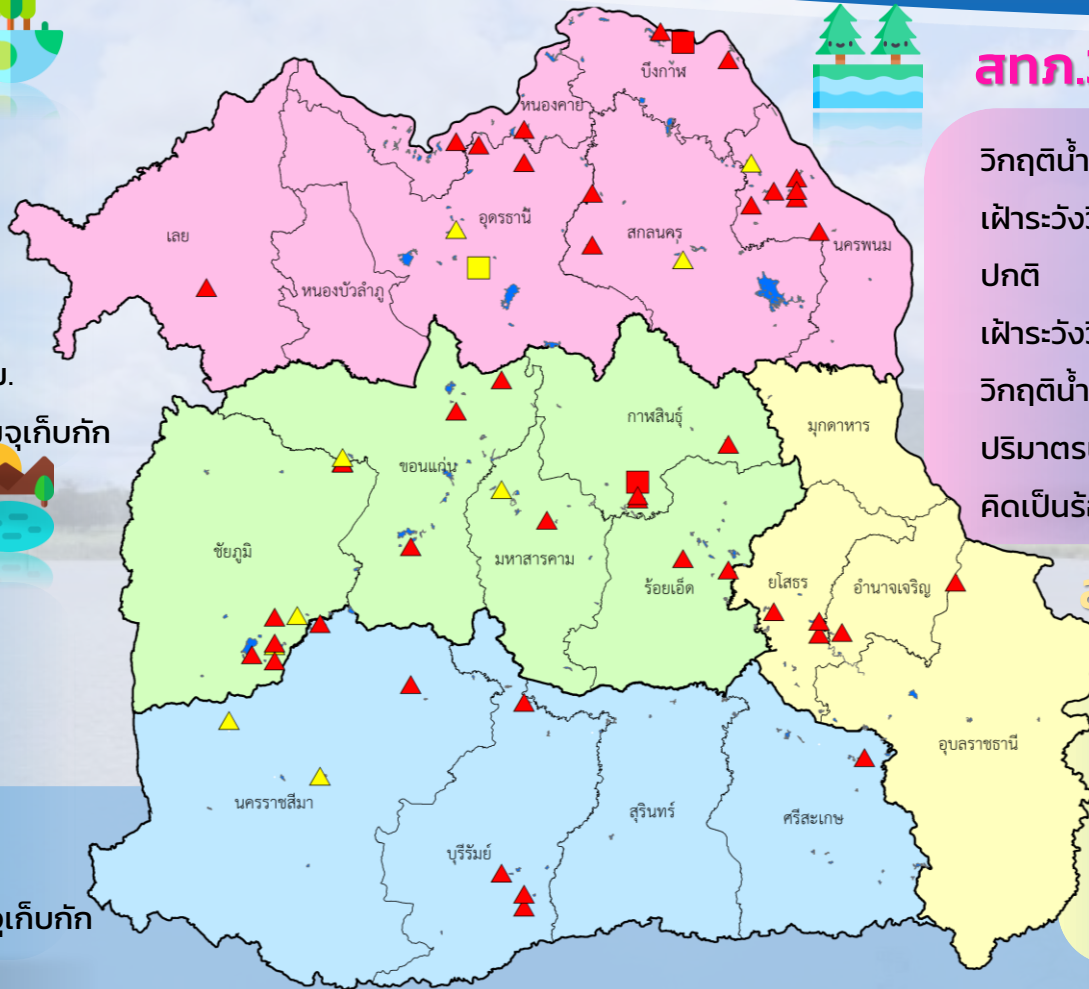 สทภ.
บึงกาฬ
หนองคาย
วิกฤติน้ำ
เฝ้าระวัง
ปกติ
เฝ้าระวัง
วิกฤติน้ำ
ปริมาตร
อุดรธานี
สกลนคร
นครพนม
เลย
หนองบัวลำภู
ม.
จุเก็บกัก
กาฬสินธุ์
มุกดาหาร
ขอนแก่น
ชัยภูมิ
มหาสารคาม
ร้อยเอ็ด
ยโสธร
อำนาจเจริญ
อุบลราชธานี
นครราชสีมา
บุรีรัมย์
สุรินทร์
ศรีสะเกษ
จุเก็บกัก